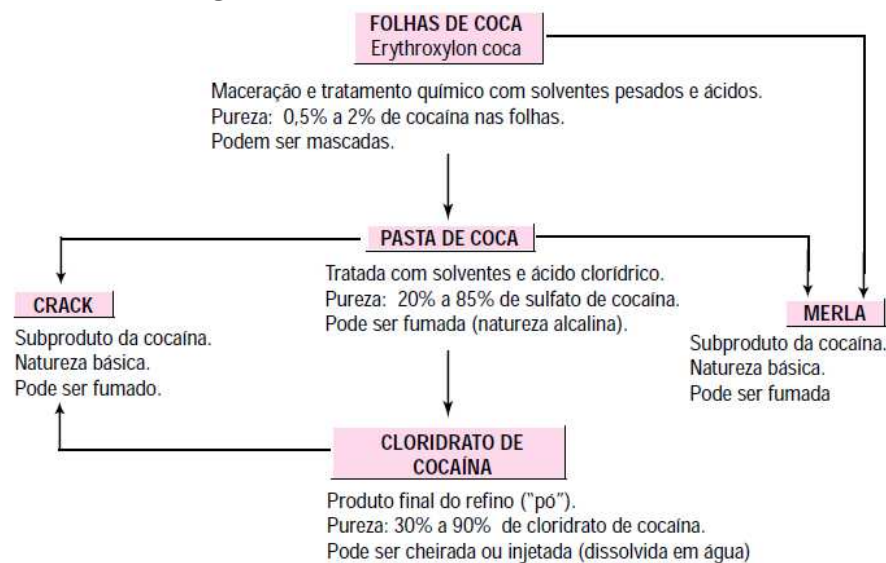 FOLHAS DE COCA
Erythroxylon coca
Maceração e tratamento químico com solventes pesados e ácidos.
Pureza: 0,5% a 2% de cocaína nas folhas.
Podem ser mascadas.
PASTA DE COCA
Tratada com solventes e ácido clorídrico.
Pureza: 20% a 85% de sulfato de cocaína.
Pode ser fumada (natureza alcalina).
CRACK
Subproduto da cocaína.
Natureza básica.
Pode ser fumado.
MERLA
Subproduto da cocaína.
Natureza básica.
Pode ser fumada
CLORIDRATO DE
COCAÍNA
Produto final do refino ("pó").
Pureza: 30% a 90% de cloridrato de cocaína.
Pode ser cheirada ou injetada (dissolvida em água)